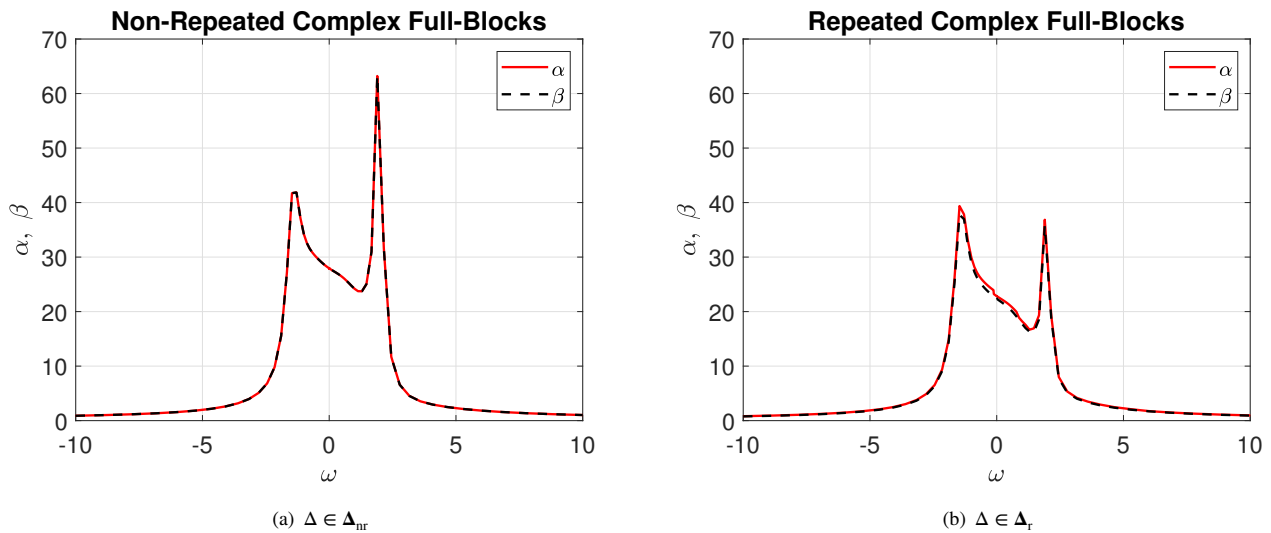 Non-Repeated Complex Full-Blocks
70
60
50
40
30
20
10
0
α, β
-10 -5 0 5 10
ω
α
β
(a) Δ ∈ 𝚫nr
Repeated Complex Full-Blocks
70
60
50
40
30
20
10
0
α, β
-10 -5 0 5 10
ω
α
β
(b) Δ ∈ 𝚫r